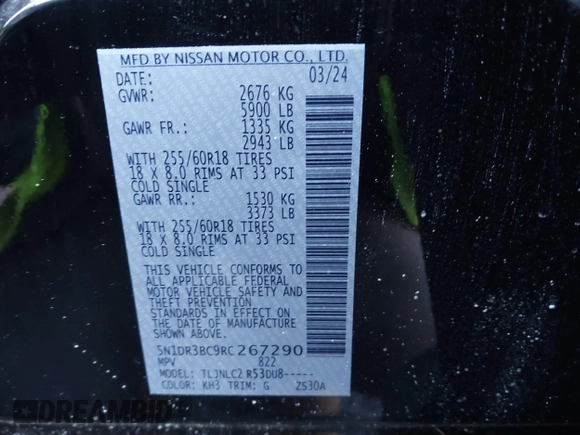 MFD BY NISSAN MOTOR CO., LTD.
DATE: 03/24
GVWR: 2676 KG
5900 LB
GAWR FR.: 1335 KG
2943 LB
WITH 255/60R18 TIRES
18 X 8.0 RIMS AT 33 PSI
COLD SINGLE
GAWR RR.: 1530 KG
3373 LB
WITH 255/60R18 TIRES
18 X 8.0 RIMS AT 33 PSI
COLD SINGLE
THIS VEHICLE CONFORMS TO
ALL APPLICABLE FEDERAL
MOTOR VEHICLE SAFETY AND
THEFT PREVENTION
STANDARDS IN EFFECT ON
THE DATE OF MANUFACTURE
SHOWN ABOVE.
5N1DR3BC9RC267290
MPV 822
MODEL: TL3NLC2 R53DU8-----
COLOR: KH3 TRIM: G ZS30A
DREAMBID